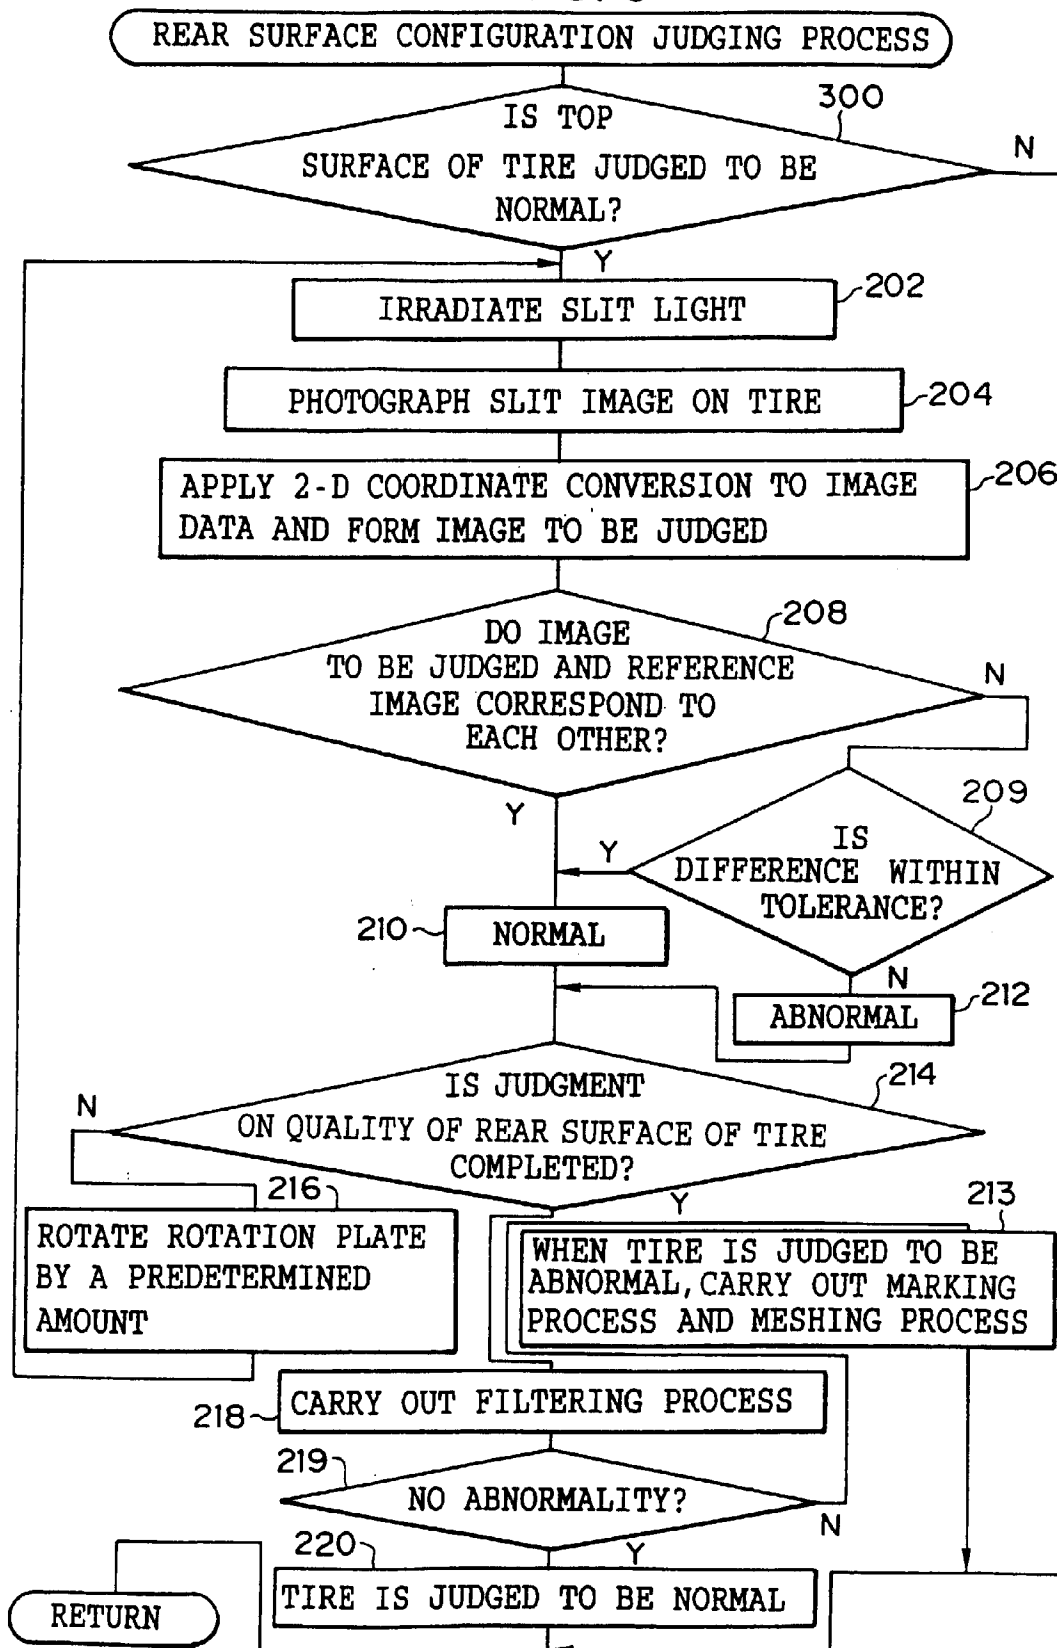 REAR SURFACE CONFIGURATION JUDGING PROCESS
300
IS TOP
SURFACE OF TIRE JUDGED TO BE
NORMAL?
N
Y
202
IRRADIATE SLIT LIGHT
PHOTOGRAPH SLIT IMAGE ON TIRE
204
APPLY 2-D COORDINATE CONVERSION TO IMAGE
DATA AND FORM IMAGE TO BE JUDGED
206
208
DO IMAGE
TO BE JUDGED AND REFERENCE
IMAGE CORRESPOND TO
EACH OTHER?
N
Y
209
IS
DIFFERENCE WITHIN
TOLERANCE?
Y
N
210
NORMAL
ABNORMAL
212
214
IS JUDGMENT
ON QUALITY OF REAR SURFACE OF TIRE
COMPLETED?
N
Y
216
ROTATE ROTATION PLATE
BY A PREDETERMINED
AMOUNT
213
WHEN TIRE IS JUDGED TO BE
ABNORMAL, CARRY OUT MARKING
PROCESS AND MESHING PROCESS
218
CARRY OUT FILTERING PROCESS
219
NO ABNORMALITY?
N
Y
220
TIRE IS JUDGED TO BE NORMAL
RETURN